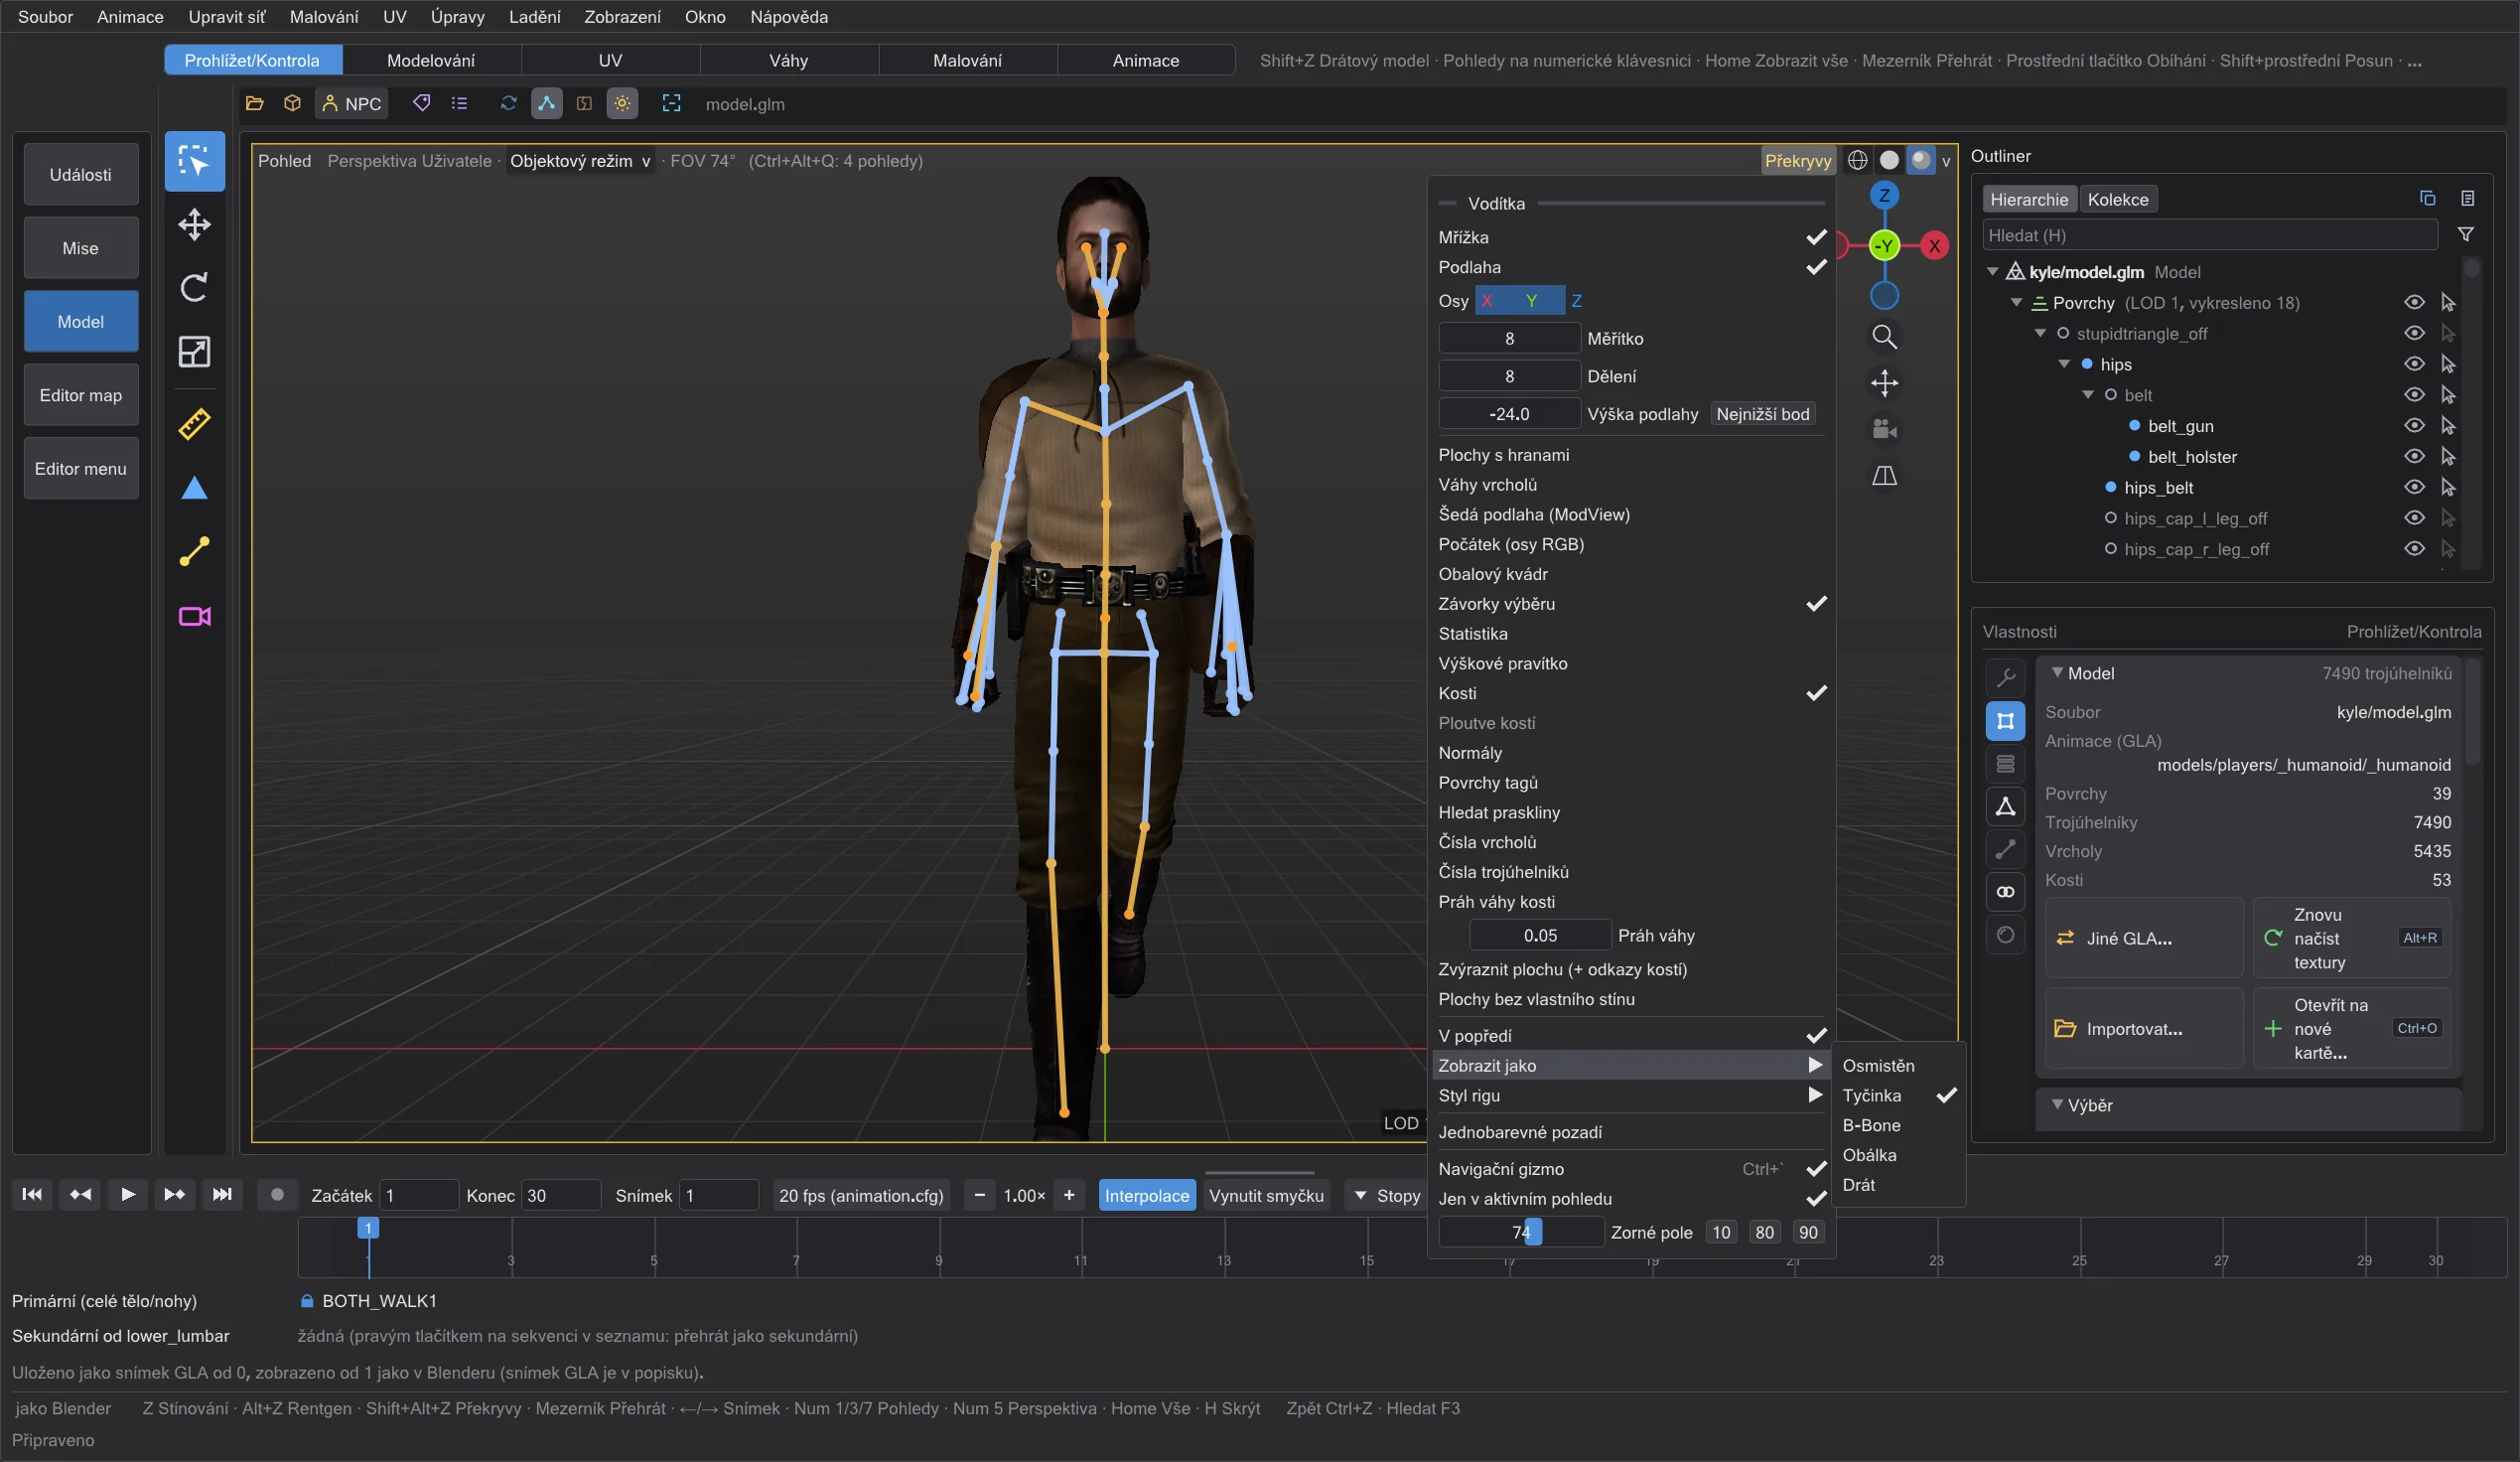 Soubor Animace Upravit síť Malování UV Úpravy Ladění Zobrazení Okno Nápověda
Prohlížet/Kontrola Modelování UV Váhy Malování Animace Shift+Z Drátový model · Pohledy na numerické klávesnici · Home Zobrazit vše · Mezerník Přehrát · Prostřední tlačítko Obíhání · Shift+prostřední Posun · ...
NPC model.glm
Události
Mise
Model
Editor map
Editor menu
Pohled Perspektiva Uživatele · Objektový režim v · FOV 74° (Ctrl+Alt+Q: 4 pohledy)
Překryvy v
Z
-Y
X
LOD
Vodítka
Mřížka
Podlaha
Osy X Y Z
8 Měřítko
8 Dělení
-24.0 Výška podlahy Nejnižší bod
Plochy s hranami
Váhy vrcholů
Šedá podlaha (ModView)
Počátek (osy RGB)
Obalový kvádr
Závorky výběru
Statistika
Výškové pravítko
Kosti
Ploutve kostí
Normály
Povrchy tagů
Hledat praskliny
Čísla vrcholů
Čísla trojúhelníků
Práh váhy kosti
0.05 Práh váhy
Zvýraznit plochu (+ odkazy kostí)
Plochy bez vlastního stínu
V popředí
Zobrazit jako
Styl rigu
Jednobarevné pozadí
Navigační gizmo Ctrl+`
Jen v aktivním pohledu
74 Zorné pole 10 80 90
Osmistěn
Tyčinka
B-Bone
Obálka
Drát
Outliner
Hierarchie Kolekce
Hledat (H)
kyle/model.glm Model
Povrchy (LOD 1, vykresleno 18)
stupidtriangle_off
hips
belt
belt_gun
belt_holster
hips_belt
hips_cap_l_leg_off
hips_cap_r_leg_off
Vlastnosti Prohlížet/Kontrola
Model 7490 trojúhelníků
Soubor kyle/model.glm
Animace (GLA)
models/players/_humanoid/_humanoid
Povrchy 39
Trojúhelníky 7490
Vrcholy 5435
Kosti 53
Jiné GLA...
Znovu načíst textury Alt+R
Importovat...
Otevřít na nové kartě... Ctrl+O
Výběr
Začátek 1 Konec 30 Snímek 1 20 fps (animation.cfg) − 1.00× + Interpolace Vynutit smyčku Stopy
1
1 3 5 7 9 11 13 15 17 19 21 23 25 27 29 30
Primární (celé tělo/nohy) BOTH_WALK1
Sekundární od lower_lumbar žádná (pravým tlačítkem na sekvenci v seznamu: přehrát jako sekundární)
Uloženo jako snímek GLA od 0, zobrazeno od 1 jako v Blenderu (snímek GLA je v popisku).
jako Blender Z Stínování · Alt+Z Rentgen · Shift+Alt+Z Překryvy · Mezerník Přehrát · ←/→ Snímek · Num 1/3/7 Pohledy · Num 5 Perspektiva · Home Vše · H Skrýt Zpět Ctrl+Z · Hledat F3
Připraveno